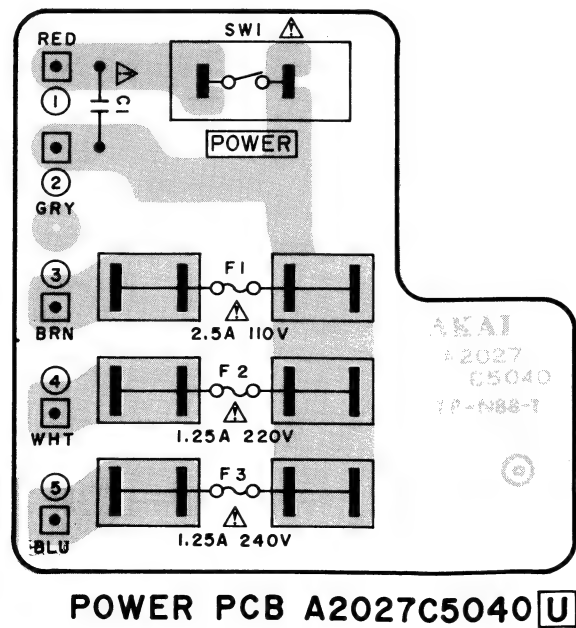 RED
SW1
1
C1
POWER
2
GRY
3
F1
BRN
2.5A 110V
AKAI
A2027
C5040
4
F2
WHT
1.25A 220V
5
F3
BLU
1.25A 240V
POWER PCB A2027C5040 U